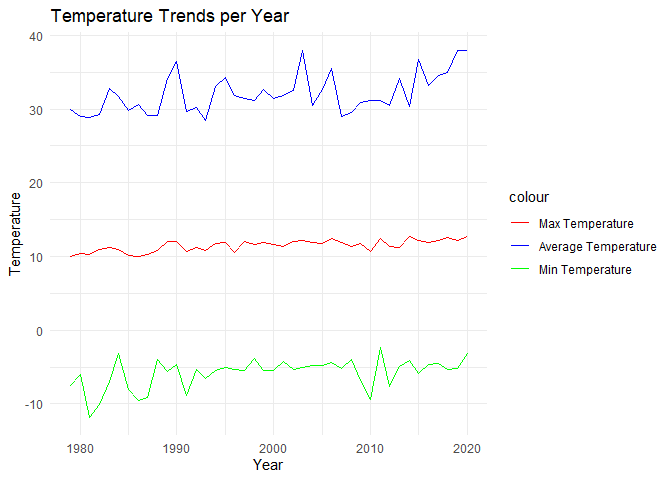 Temperature Trends per Year
40
30
20
10
0
-10
Temperature
1980
1990
2000
2010
2020
Year
colour
Max Temperature
Average Temperature
Min Temperature